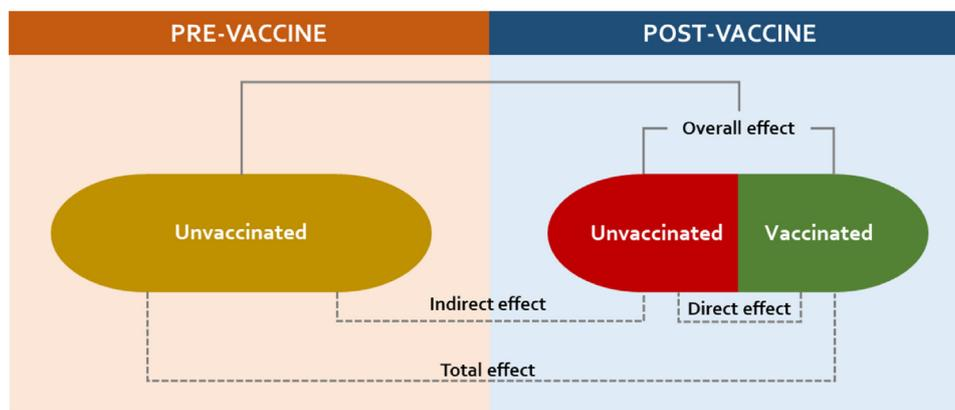 PRE-VACCINE
POST-VACCINE
Overall effect
Unvaccinated
Unvaccinated
Vaccinated
Indirect effect
Direct effect
Total effect